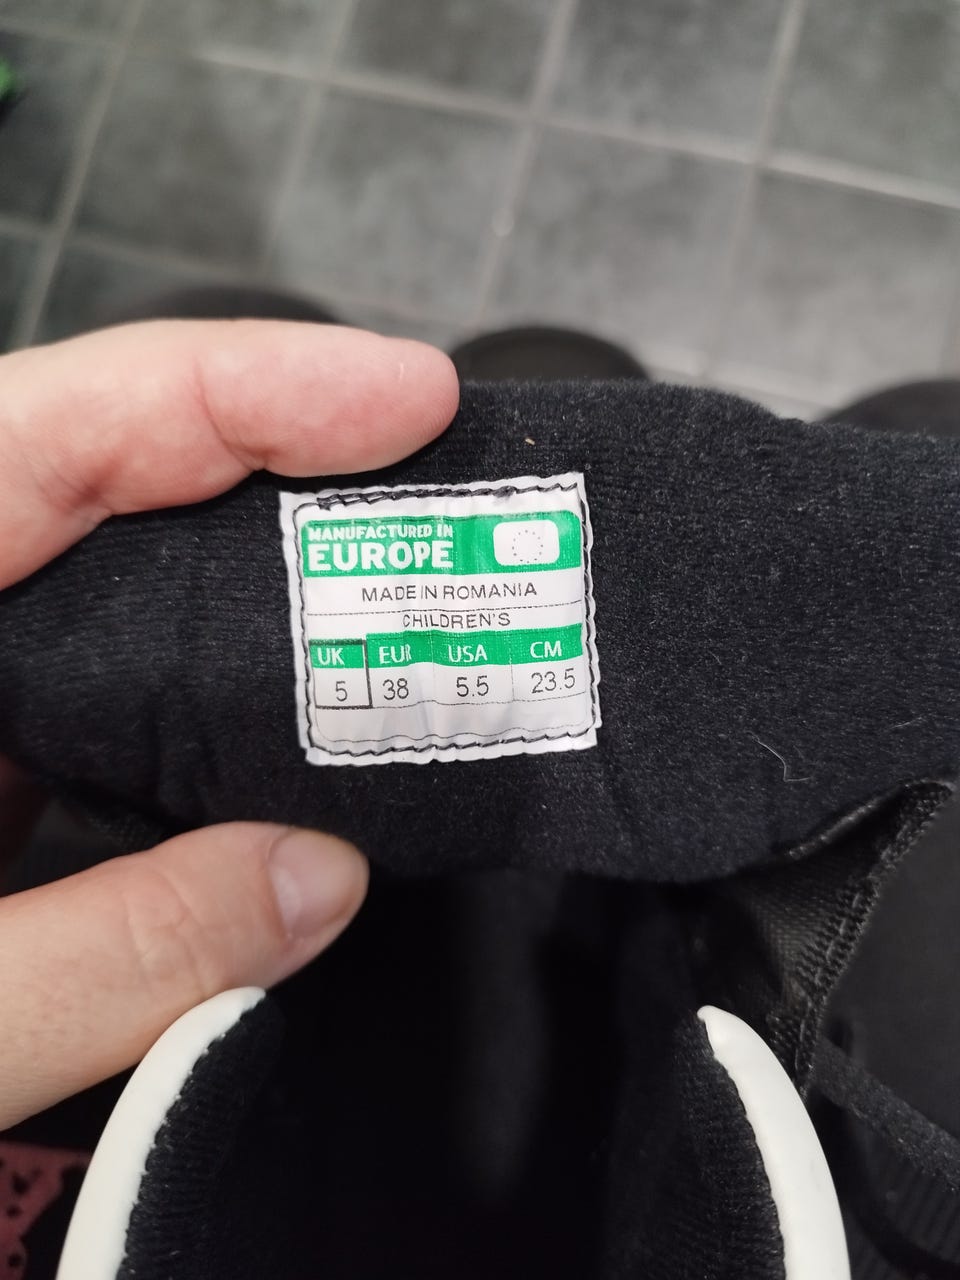 MANUFACTURED IN
EUROPE
MADE IN ROMANIA
CHILDREN'S
UK EUR USA CM
5 38 5.5 23.5